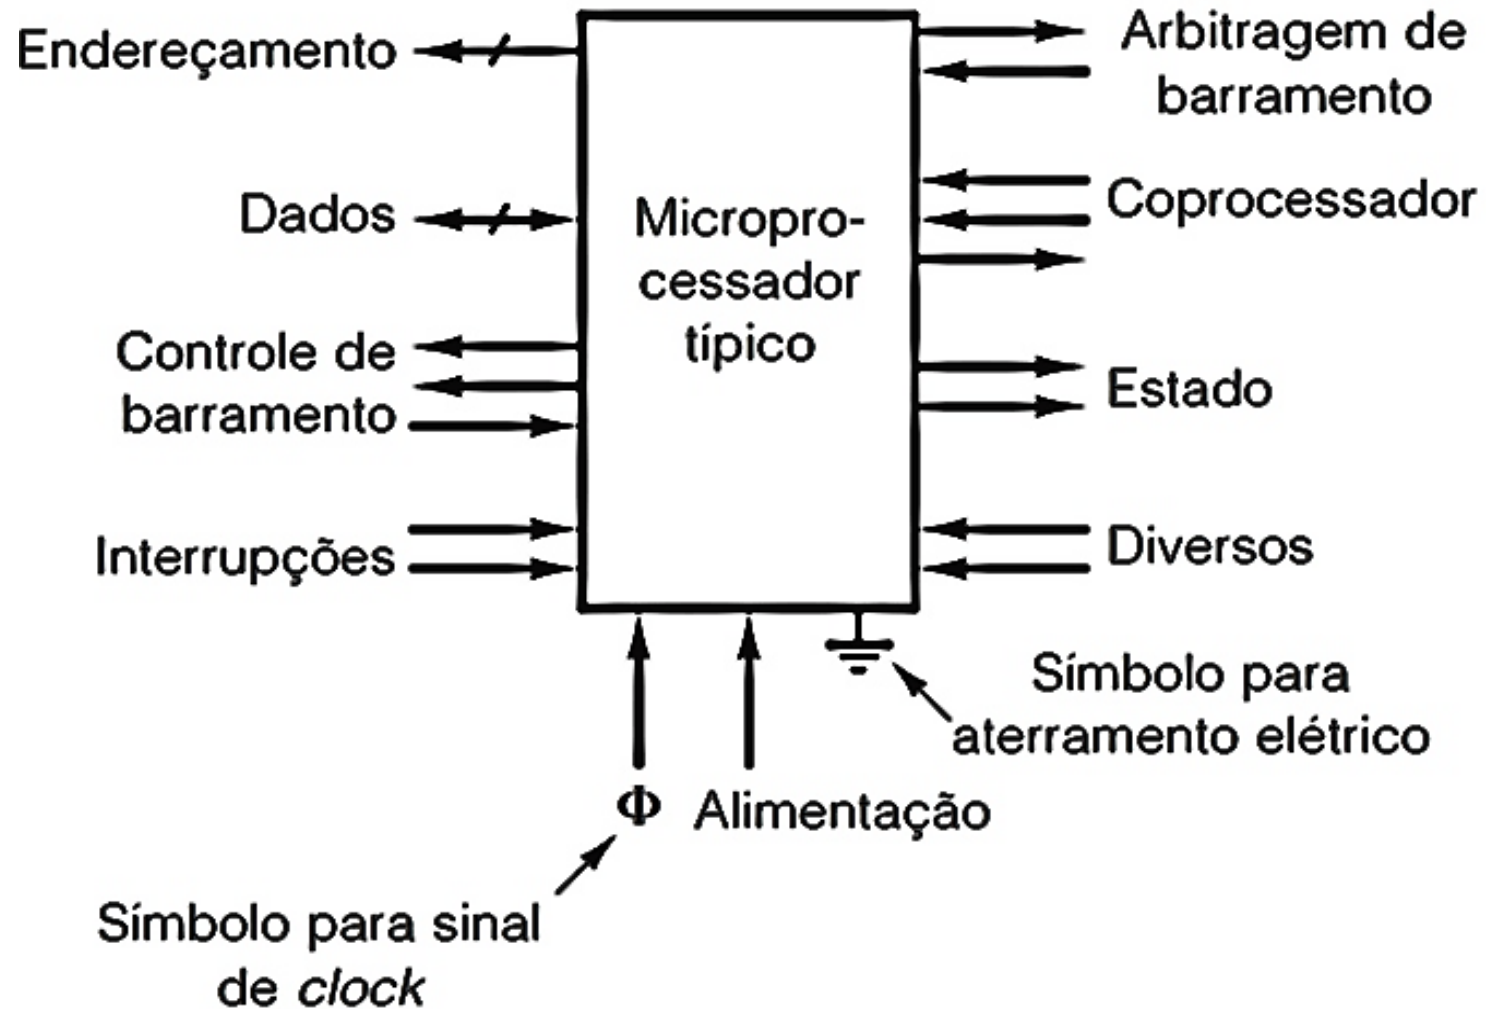 Endereçamento
Dados
Controle de
barramento
Interrupções
Micropro-
cessador
típico
Arbitragem de
barramento
Coprocessador
Estado
Diversos
Símbolo para
aterramento elétrico
Φ Alimentação
Símbolo para sinal
de clock